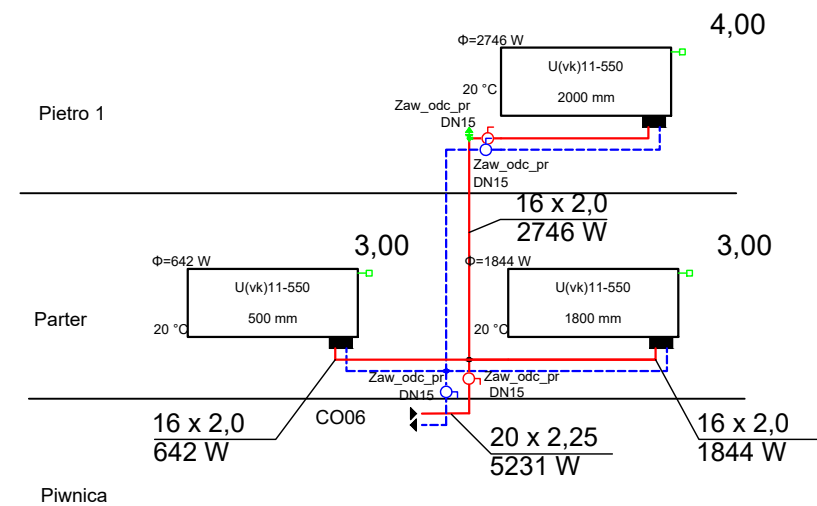 4,00
Φ=2746 W
U(vk)11-550
20 °C
2000 mm
Zaw_odc_pr
DN15
Pietro 1
Zaw_odc_pr
DN15
16 x 2,0
2746 W
3,00
3,00
Φ=642 W
Φ=1844 W
U(vk)11-550
U(vk)11-550
Parter
500 mm
1800 mm
20 °C
20 °C
Zaw_odc_pr
DN15
Zaw_odc_pr
DN15
CO06
16 x 2,0
642 W
20 x 2,25
5231 W
16 x 2,0
1844 W
Piwnica